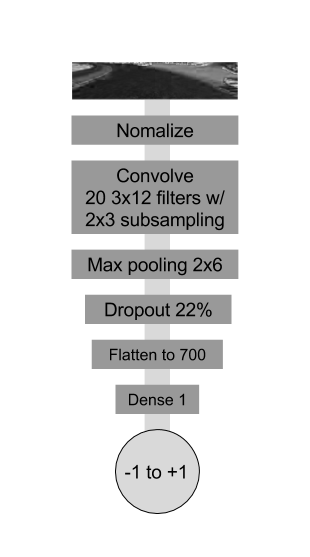 Nomalize
Convolve
20 3x12 filters w/
2x3 subsampling
Max pooling 2x6
Dropout 22%
Flatten to 700
Dense 1
-1 to +1